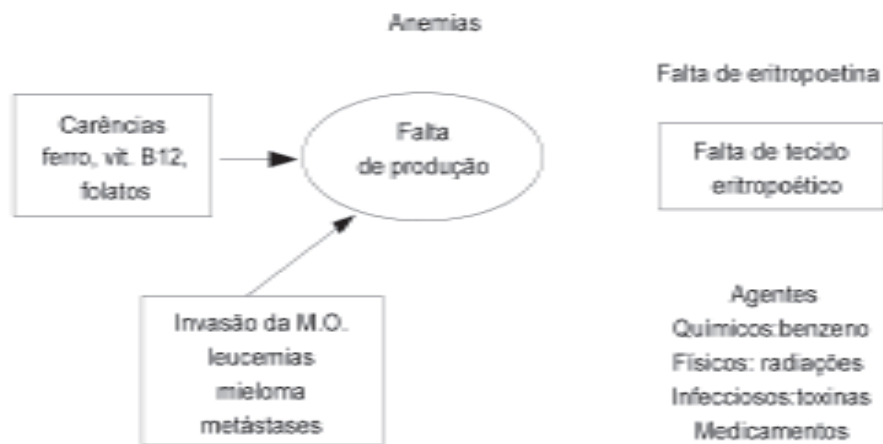 Anemias
Carências
ferro, vit. B12,
folatos
Falta
de produção
Falta de eritropoetina
Falta de tecido
eritropoético
Invasão da M.O.
leucemias
mieloma
metástases
Agentes
Químicos:benzeno
Físicos: radiações
Infecciosos:toxinas
Medicamentos